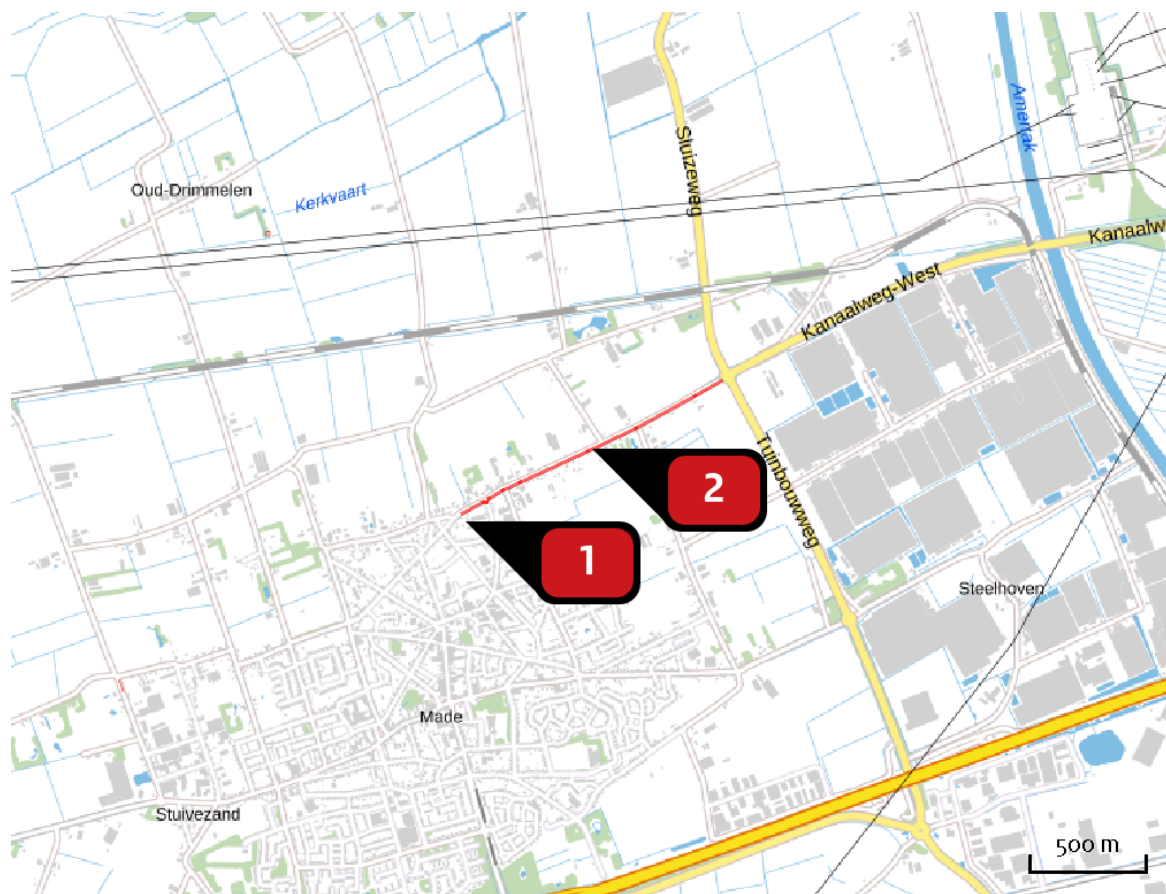 Amertak
Sluizeweg
Oud-Drimmelen
Kerkvaart
Kanaalw
Kanaalweg-West
Tuinbouwweg
2
1
Steelhoven
Made
Stuivezand
500 m